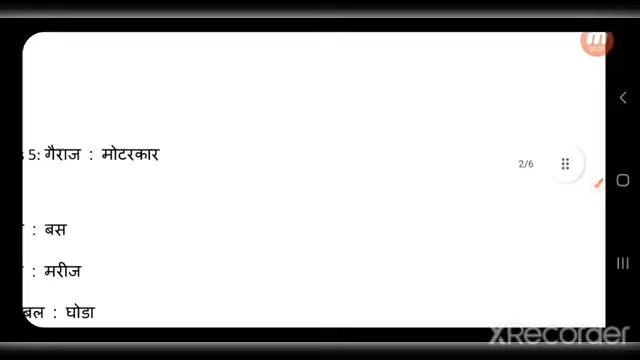 5: गैराज : मोटरकार
2/6
: बस
: मरीज
बल : घोडा
XRecorder